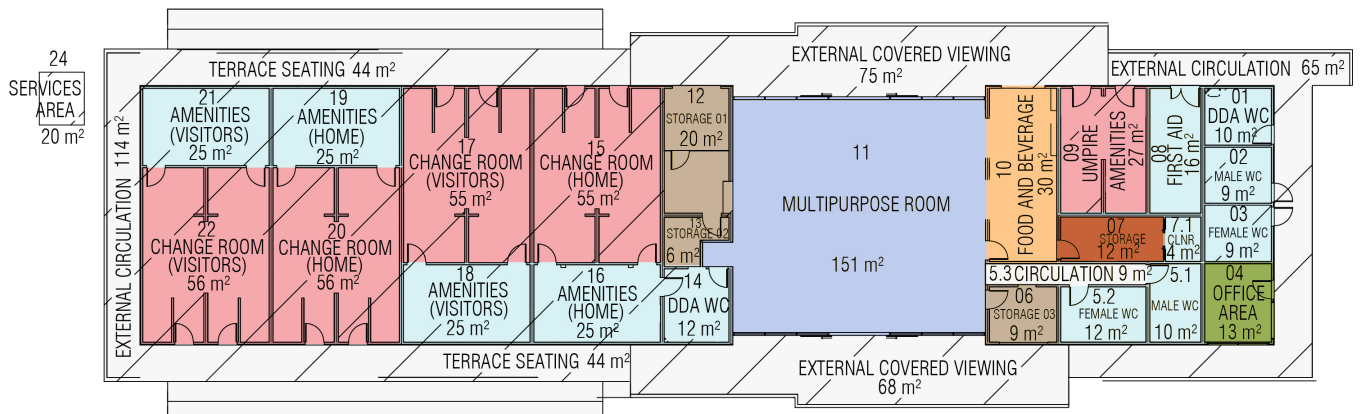 24
SERVICES
AREA
20 m²
EXTERNAL CIRCULATION 114 m²
TERRACE SEATING 44 m²
21
AMENITIES
(VISITORS)
25 m²
19
AMENITIES
(HOME)
25 m²
17
CHANGE ROOM
(VISITORS)
55 m²
15
CHANGE ROOM
(HOME)
55 m²
22
CHANGE ROOM
(VISITORS)
56 m²
20
CHANGE ROOM
(HOME)
56 m²
18
AMENITIES
(VISITORS)
25 m²
16
AMENITIES
(HOME)
25 m²
TERRACE SEATING 44 m²
12
STORAGE 01
20 m²
13
STORAGE 02
6 m²
14
DDA WC
12 m²
EXTERNAL COVERED VIEWING
75 m²
11
MULTIPURPOSE ROOM
151 m²
EXTERNAL COVERED VIEWING
68 m²
10
FOOD AND BEVERAGE
30 m²
09
UMPIRE
AMENITIES
27 m²
08
FIRST AID
16 m²
EXTERNAL CIRCULATION 65 m²
01
DDA WC
10 m²
02
MALE WC
9 m²
03
FEMALE WC
9 m²
07
STORAGE
12 m²
7.1
CLNR
4 m²
5.3 CIRCULATION 9 m²
06
STORAGE 03
9 m²
5.2
FEMALE WC
12 m²
5.1
MALE WC
10 m²
04
OFFICE
AREA
13 m²